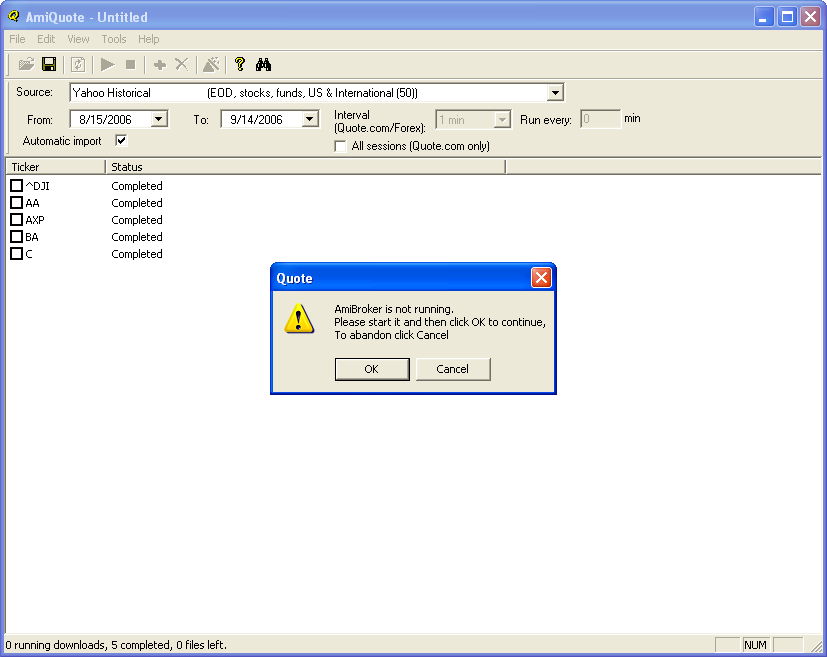 AmiQuote - Untitled
File Edit View Tools Help
Source: Yahoo Historical (EOD, stocks, funds, US & International (50))
From: 8/15/2006 To: 9/14/2006 Interval (Quote.com/Forex): 1 min Run every: 0 min
Automatic import All sessions (Quote.com only)
Ticker Status
^DJI Completed
AA Completed
AXP Completed
BA Completed
C Completed
Quote
AmiBroker is not running.
Please start it and then click OK to continue,
To abandon click Cancel
OK Cancel
0 running downloads, 5 completed, 0 files left.
NUM